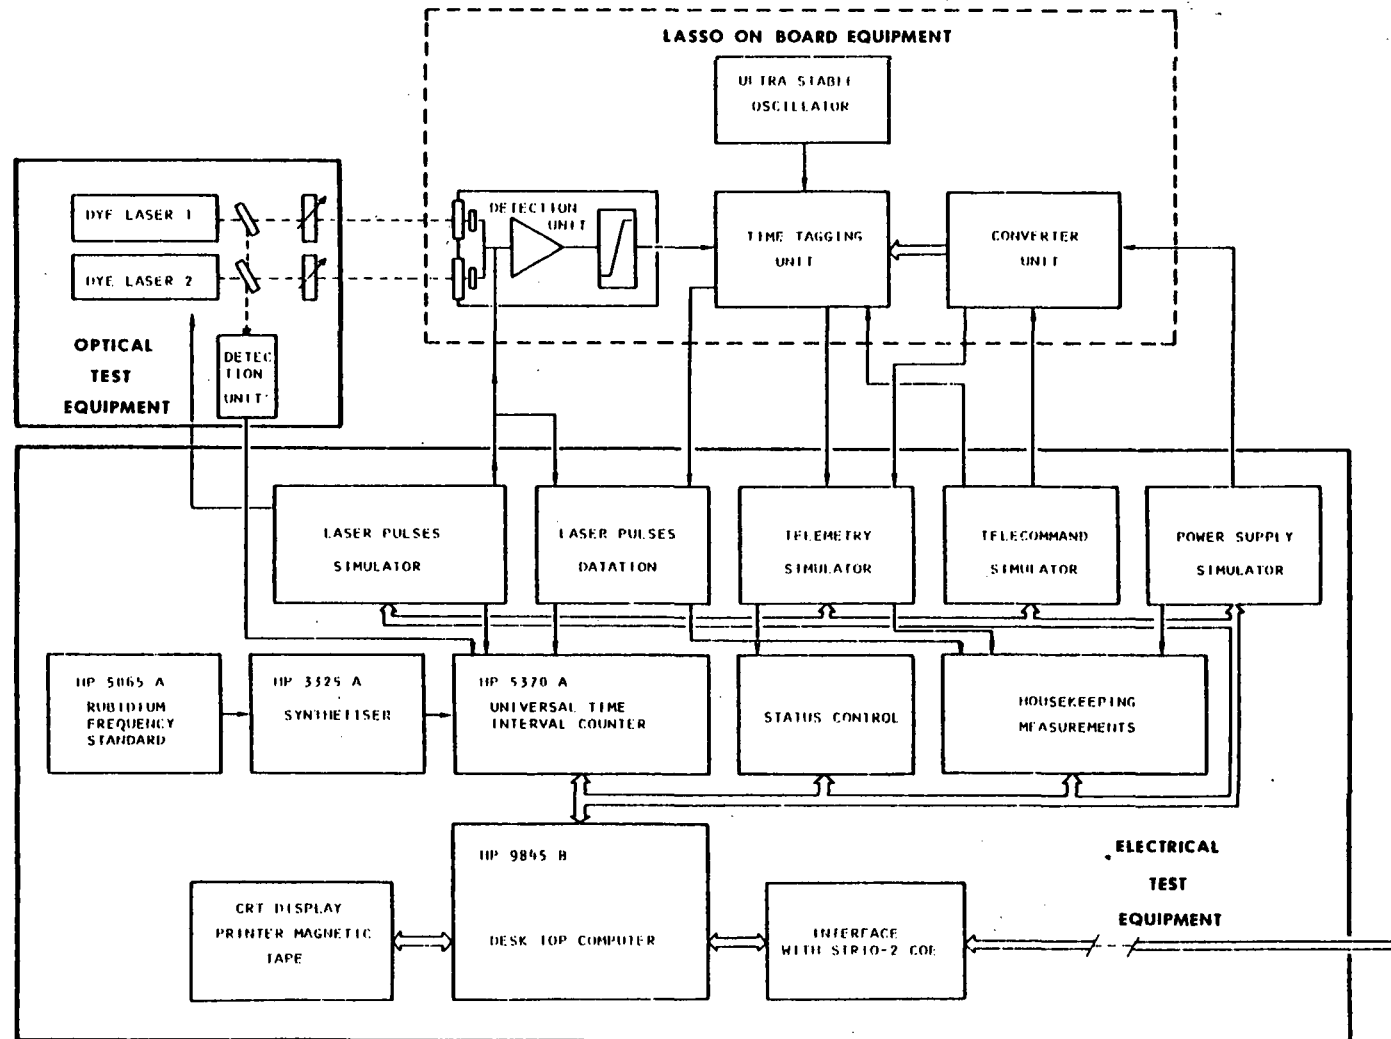 LASSO ON BOARD EQUIPMENT
ULTRA STABLE
OSCILLATOR
DYE LASER 1
DYE LASER 2
OPTICAL
TEST
EQUIPMENT
DETEC
TION
UNIT
DETECTION
UNIT
TIME TAGGING
UNIT
CONVERTER
UNIT
LASER PULSES
SIMULATOR
LASER PULSES
DATATION
TELEMETRY
SIMULATOR
TELECOMMAND
SIMULATOR
POWER SUPPLY
SIMULATOR
HP 5065 A
RUBIDIUM
FREQUENCY
STANDARD
HP 3325 A
SYNTHETISER
HP 5370 A
UNIVERSAL TIME
INTERVAL COUNTER
STATUS CONTROL
HOUSEKEEPING
MEASUREMENTS
HP 9845 B
DESK TOP COMPUTER
CRT DISPLAY
PRINTER MAGNETIC
TAPE
INTERFACE
WITH STRIO-2 COE
ELECTRICAL
TEST
EQUIPMENT